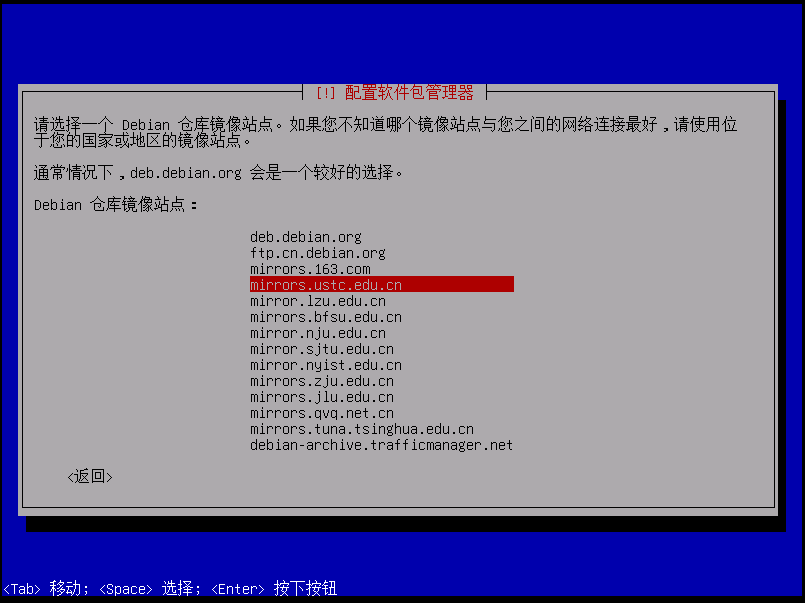 [!] 配置软件包管理器
请选择一个 Debian 仓库镜像站点。如果您不知道哪个镜像站点与您之间的网络连接最好，请使用位
于您的国家或地区的镜像站点。
通常情况下，deb.debian.org 会是一个较好的选择。
Debian 仓库镜像站点：
deb.debian.org
ftp.cn.debian.org
mirrors.163.com
mirrors.ustc.edu.cn
mirror.lzu.edu.cn
mirrors.bfsu.edu.cn
mirror.nju.edu.cn
mirror.sjtu.edu.cn
mirror.nyist.edu.cn
mirrors.zju.edu.cn
mirrors.jlu.edu.cn
mirrors.qvq.net.cn
mirrors.tuna.tsinghua.edu.cn
debian-archive.trafficmanager.net
<返回>
<Tab> 移动; <Space> 选择; <Enter> 按下按钮